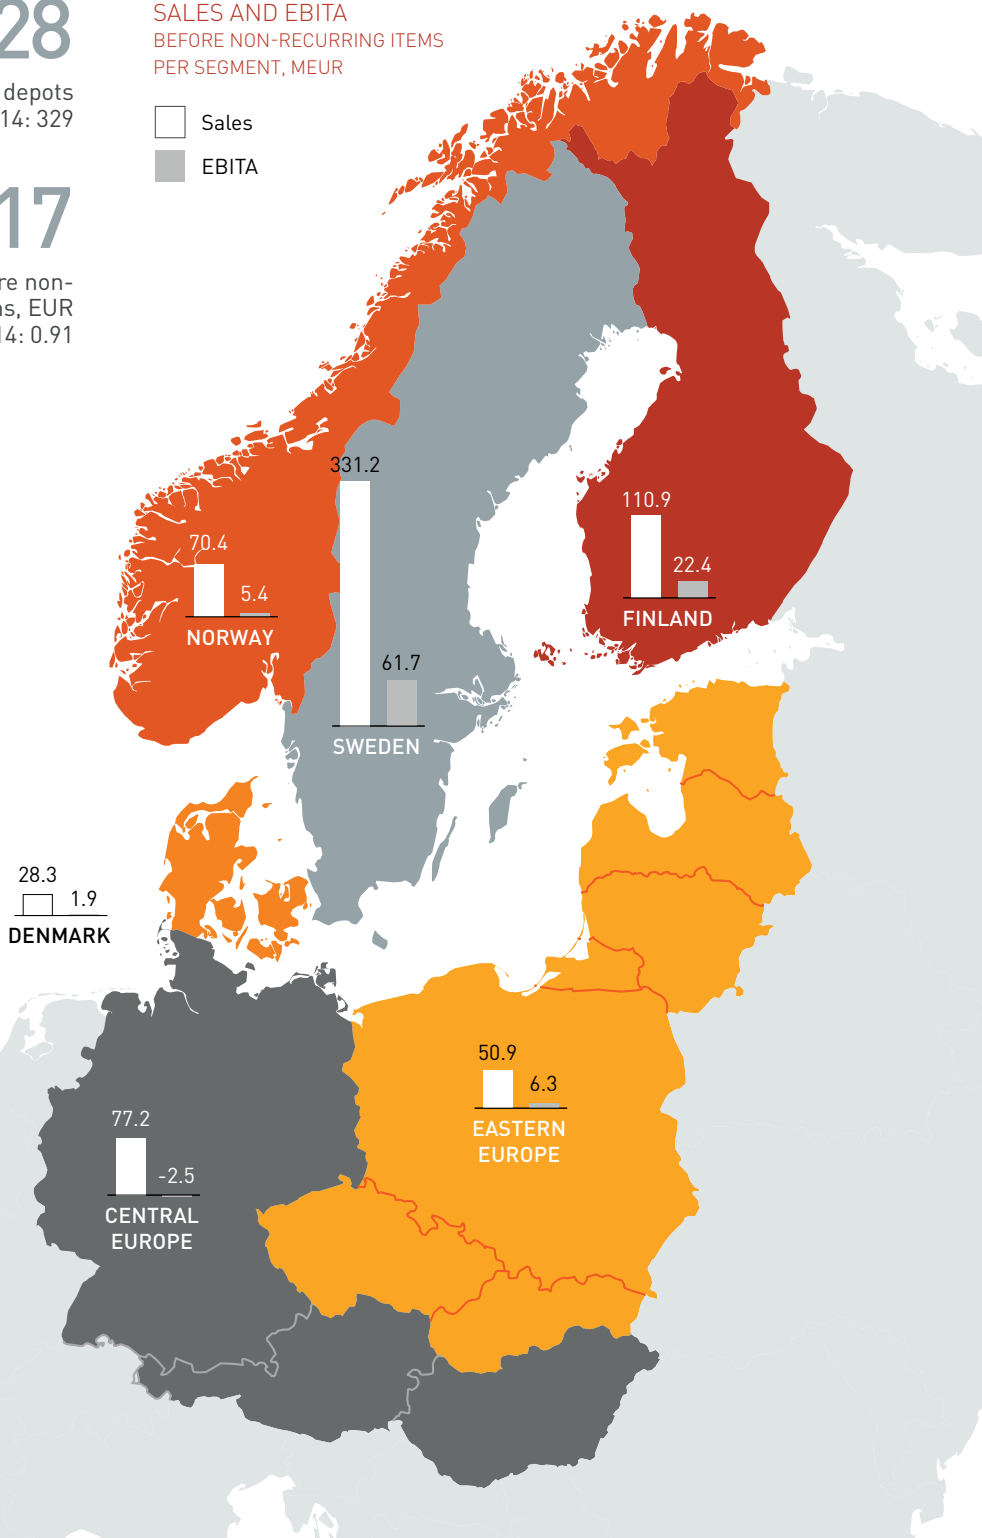 28
depots
14: 329
17
re non-
s, EUR
14: 0.91
SALES AND EBITA
BEFORE NON-RECURRING ITEMS
PER SEGMENT, MEUR
Sales
EBITA
331.2
61.7
SWEDEN
110.9
22.4
FINLAND
70.4
5.4
NORWAY
28.3
1.9
DENMARK
50.9
6.3
EASTERN
EUROPE
77.2
-2.5
CENTRAL
EUROPE